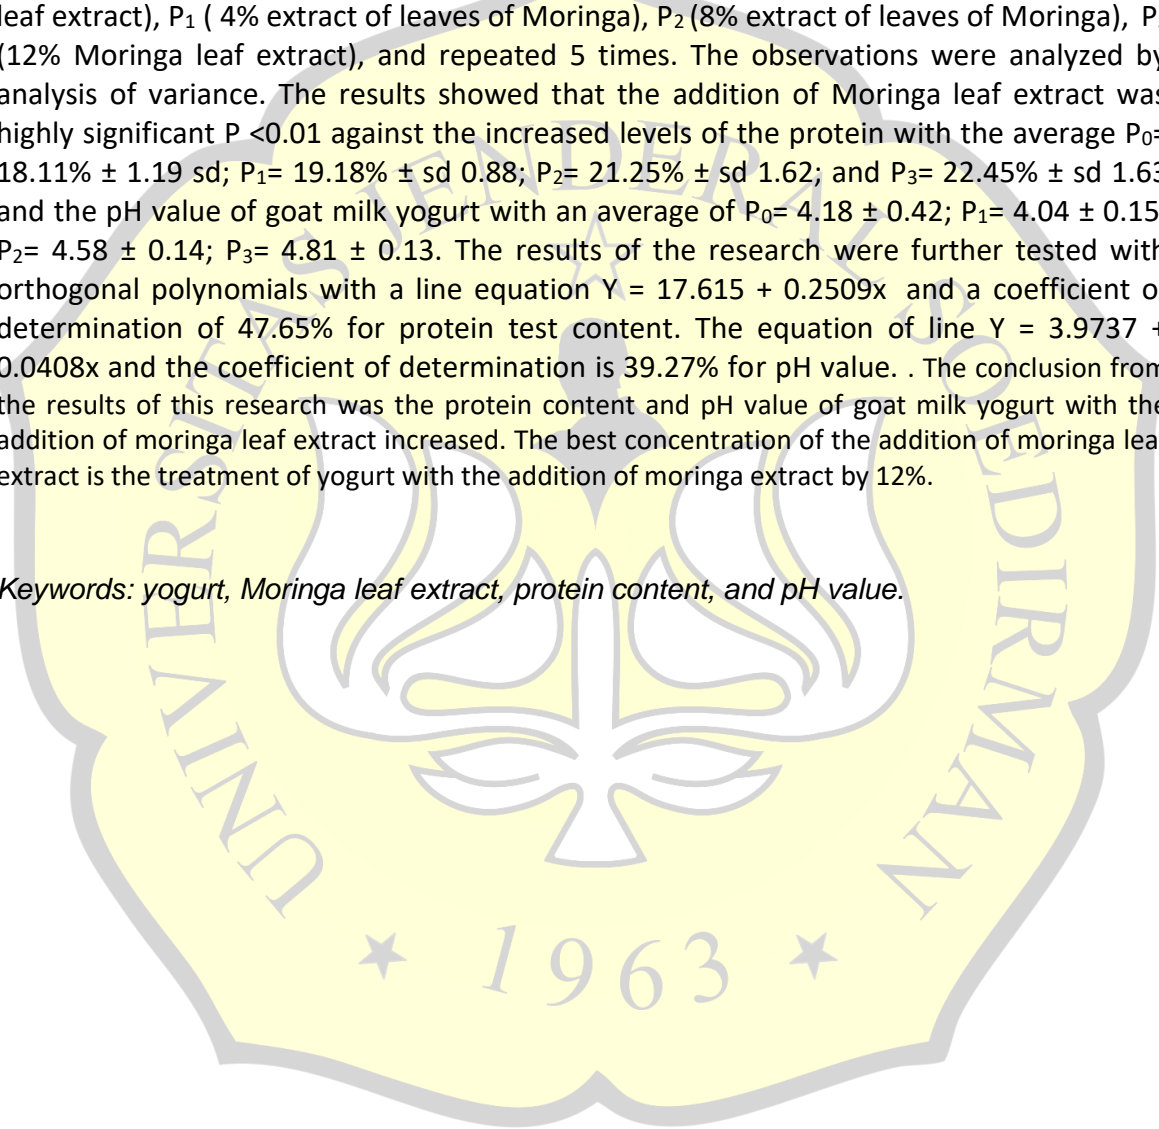 leaf extract), P₁ ( 4% extract of leaves of Moringa), P₂ (8% extract of leaves of Moringa), P
(12% Moringa leaf extract), and repeated 5 times. The observations were analyzed by
analysis of variance. The results showed that the addition of Moringa leaf extract was
highly significant P <0.01 against the increased levels of the protein with the average P₀=
18.11% ± 1.19 sd; P₁= 19.18% ± sd 0.88; P₂= 21.25% ± sd 1.62; and P₃= 22.45% ± sd 1.63
and the pH value of goat milk yogurt with an average of P₀= 4.18 ± 0.42; P₁= 4.04 ± 0.15
P₂= 4.58 ± 0.14; P₃= 4.81 ± 0.13. The results of the research were further tested with
orthogonal polynomials with a line equation Y = 17.615 + 0.2509x and a coefficient o
determination of 47.65% for protein test content. The equation of line Y = 3.9737 +
0.0408x and the coefficient of determination is 39.27% for pH value. . The conclusion from
the results of this research was the protein content and pH value of goat milk yogurt with the
addition of moringa leaf extract increased. The best concentration of the addition of moringa lea
extract is the treatment of yogurt with the addition of moringa extract by 12%.
Keywords: yogurt, Moringa leaf extract, protein content, and pH value.
UNIVERSITAS JENDERAL SOEDIRMAN
1963